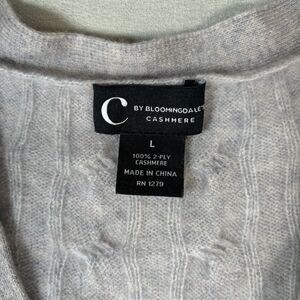 C BY BLOOMINGDALE'S
CASHMERE
L
100% 2-PLY
CASHMERE
MADE IN CHINA
RN 1279